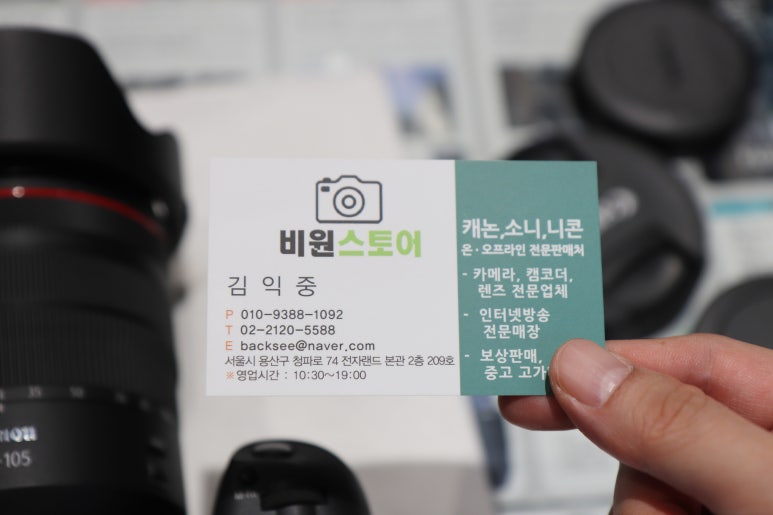 비원스토어
김 익 중
P 010-9388-1092
T 02-2120-5588
E backsee@naver.com
서울시 용산구 청파로 74 전자랜드 본관 2층 209호
※영업시간 : 10:30~19:00
캐논,소니,니콘
온·오프라인 전문판매처
- 카메라, 캠코더,
렌즈 전문업체
- 인터넷방송
전문매장
- 보상판매,
중고 고가
35
50
-105